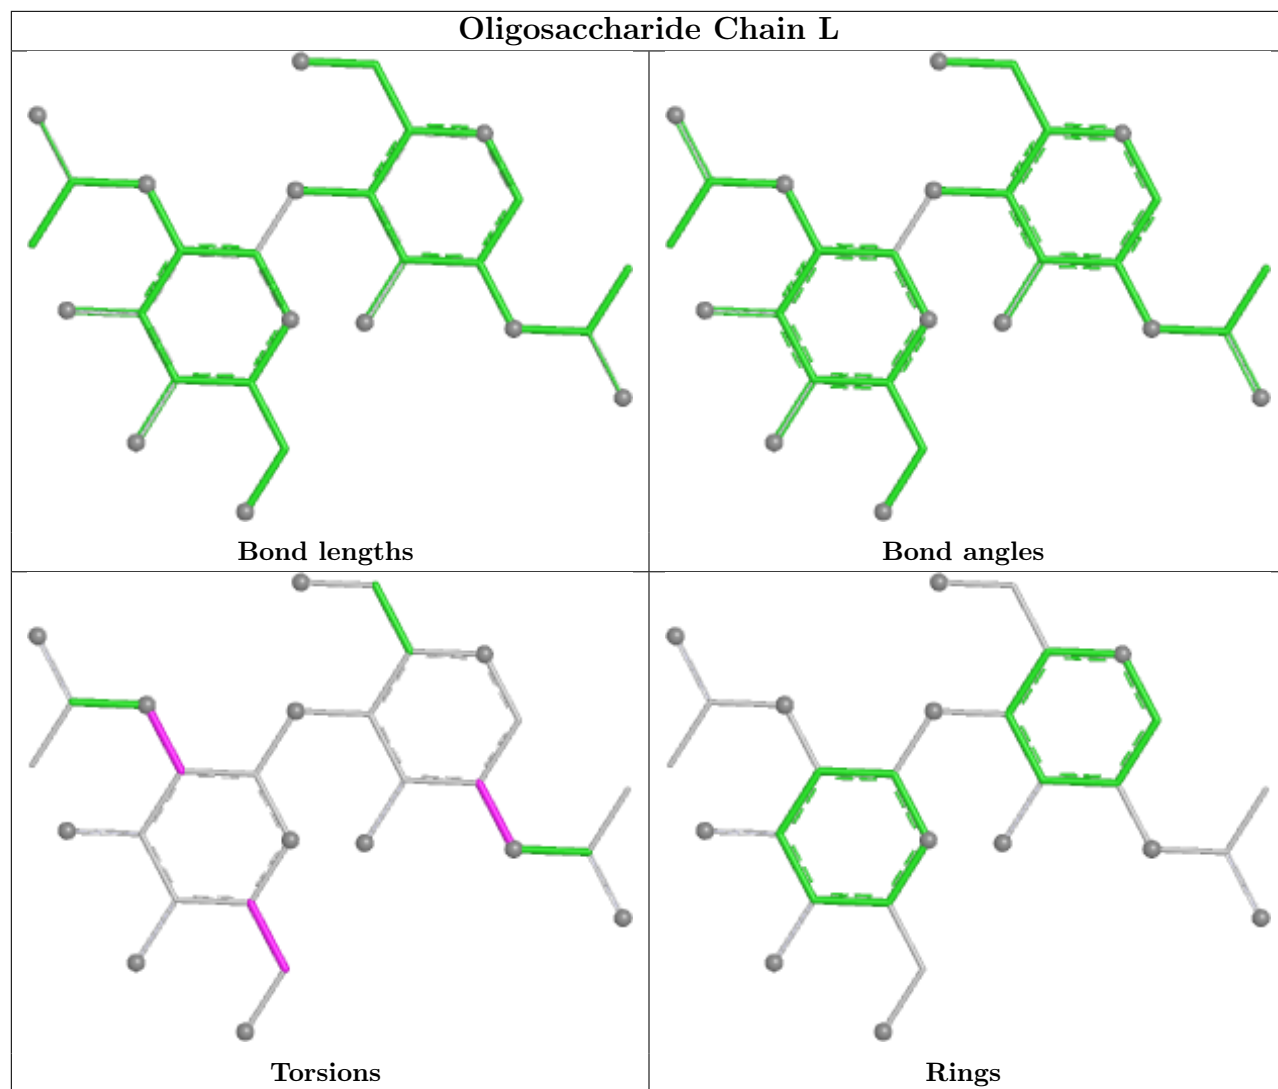 Oligosaccharide Chain L
Bond lengths
Bond angles
Torsions
Rings